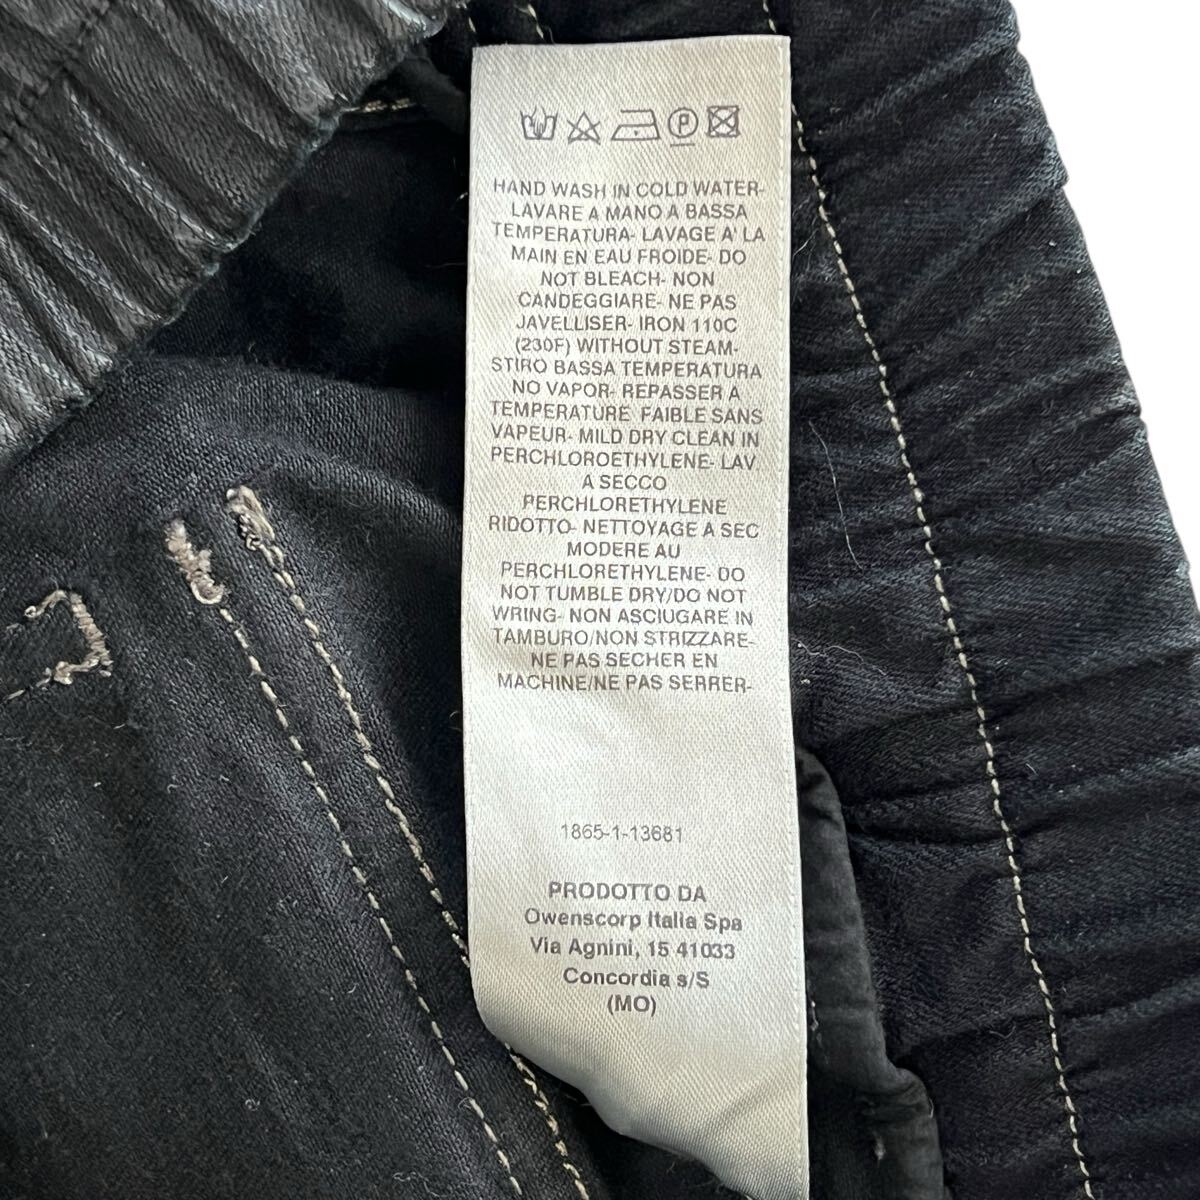 P
HAND WASH IN COLD WATER-
LAVARE A MANO A BASSA
TEMPERATURA- LAVAGE A' LA
MAIN EN EAU FROIDE- DO
NOT BLEACH- NON
CANDEGGIARE- NE PAS
JAVELLISER- IRON 110C
(230F) WITHOUT STEAM-
STIRO BASSA TEMPERATURA
NO VAPOR- REPASSER A
TEMPERATURE FAIBLE SANS
VAPEUR- MILD DRY CLEAN IN
PERCHLOROETHYLENE- LAV.
A SECCO
PERCHLORETHYLENE
RIDOTTO- NETTOYAGE A SEC
MODERE AU
PERCHLORETHYLENE- DO
NOT TUMBLE DRY/DO NOT
WRING- NON ASCIUGARE IN
TAMBURO/NON STRIZZARE-
NE PAS SECHER EN
MACHINE/NE PAS SERRER-
1865-1-13681
PRODOTTO DA
Owenscorp Italia Spa
Via Agnini, 15 41033
Concordia s/S
(MO)